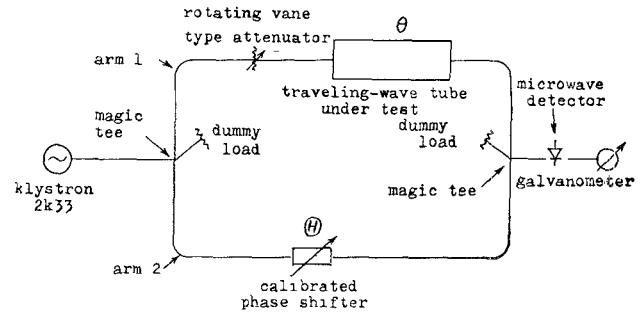 rotating vane
type attenuator
θ
arm 1
traveling-wave tube
under test
microwave
detector
magic
tee
dummy
load
dummy
load
klystron
2k33
magic tee
galvanometer
H
arm 2
calibrated
phase shifter